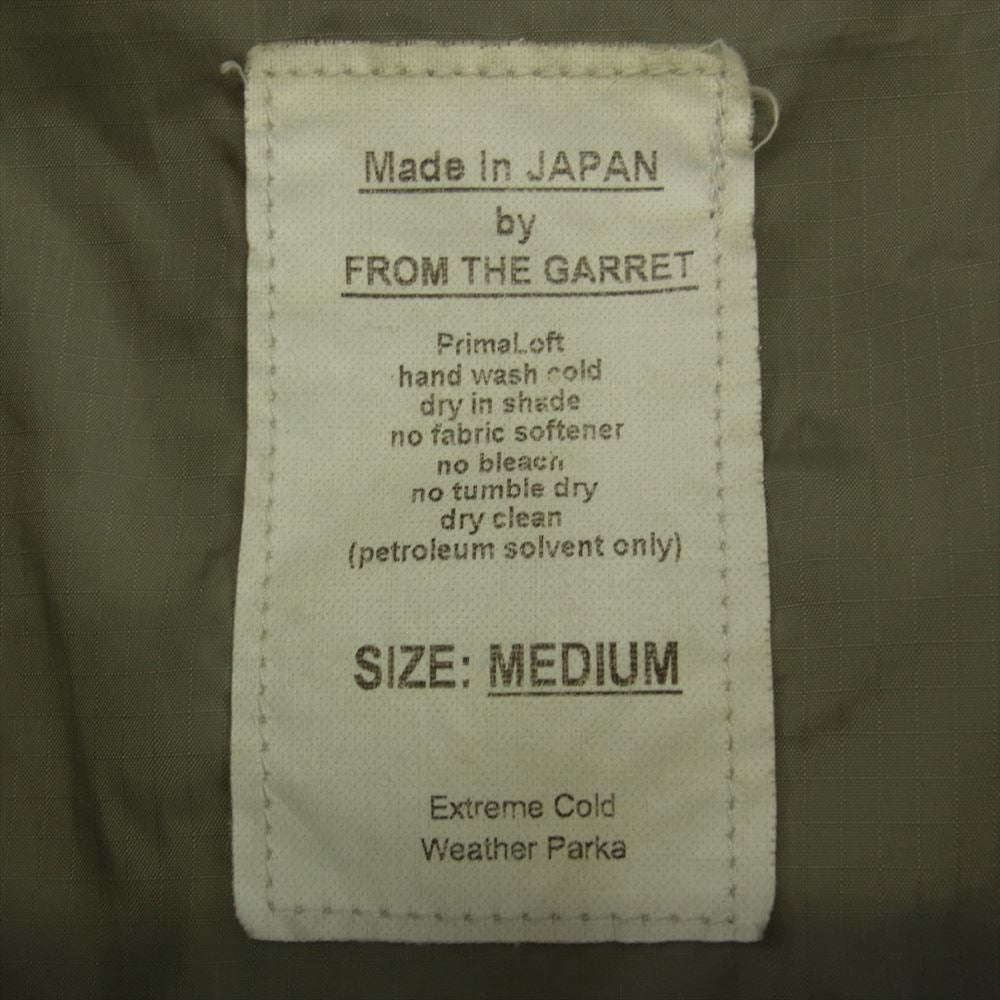 Made In JAPAN
by
FROM THE GARRET
PrimaLoft
hand wash cold
dry in shade
no fabric softener
no bleach
no tumble dry
dry clean
(petroleum solvent only)
SIZE: MEDIUM
Extreme Cold
Weather Parka